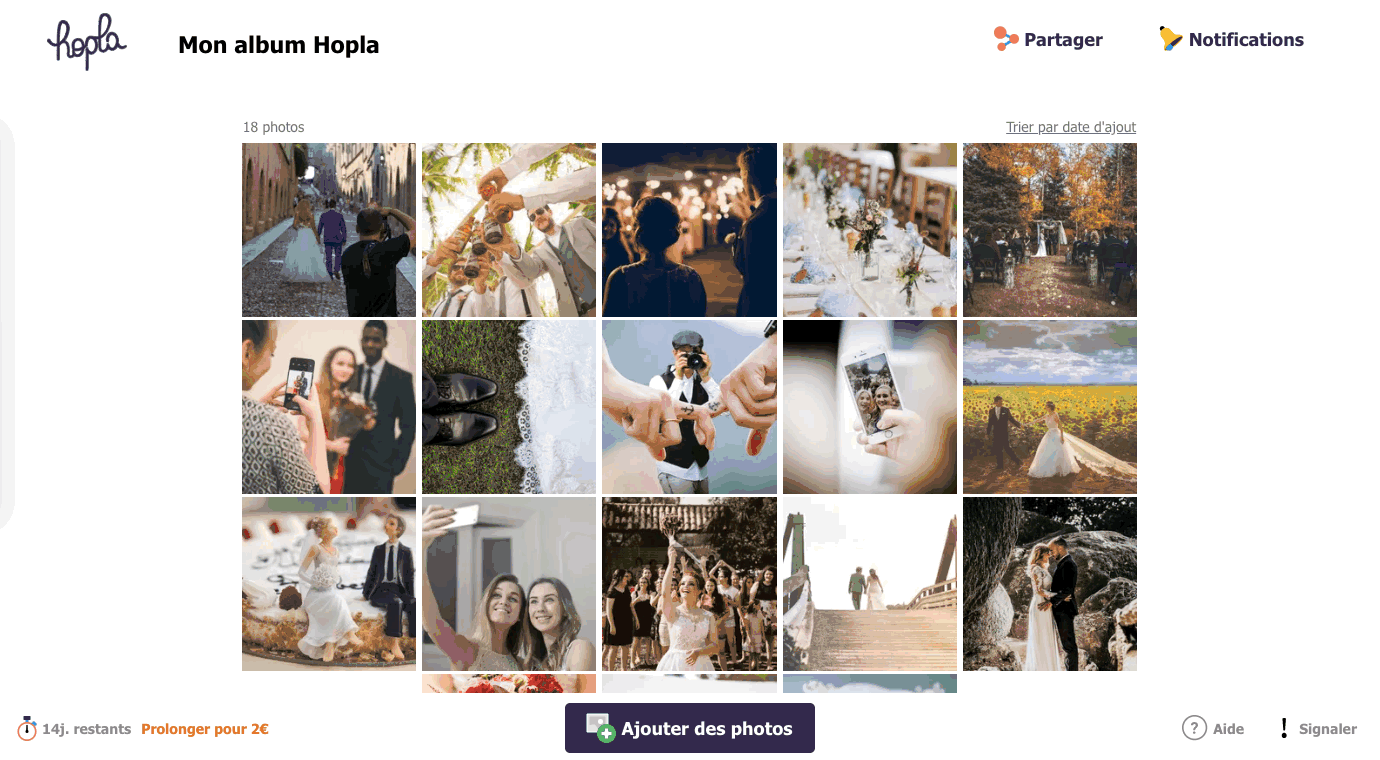 hopla
Mon album Hopla
Partager
Notifications
18 photos
Trier par date d'ajout
14j. restants
Prolonger pour 2€
Ajouter des photos
? Aide
! Signaler